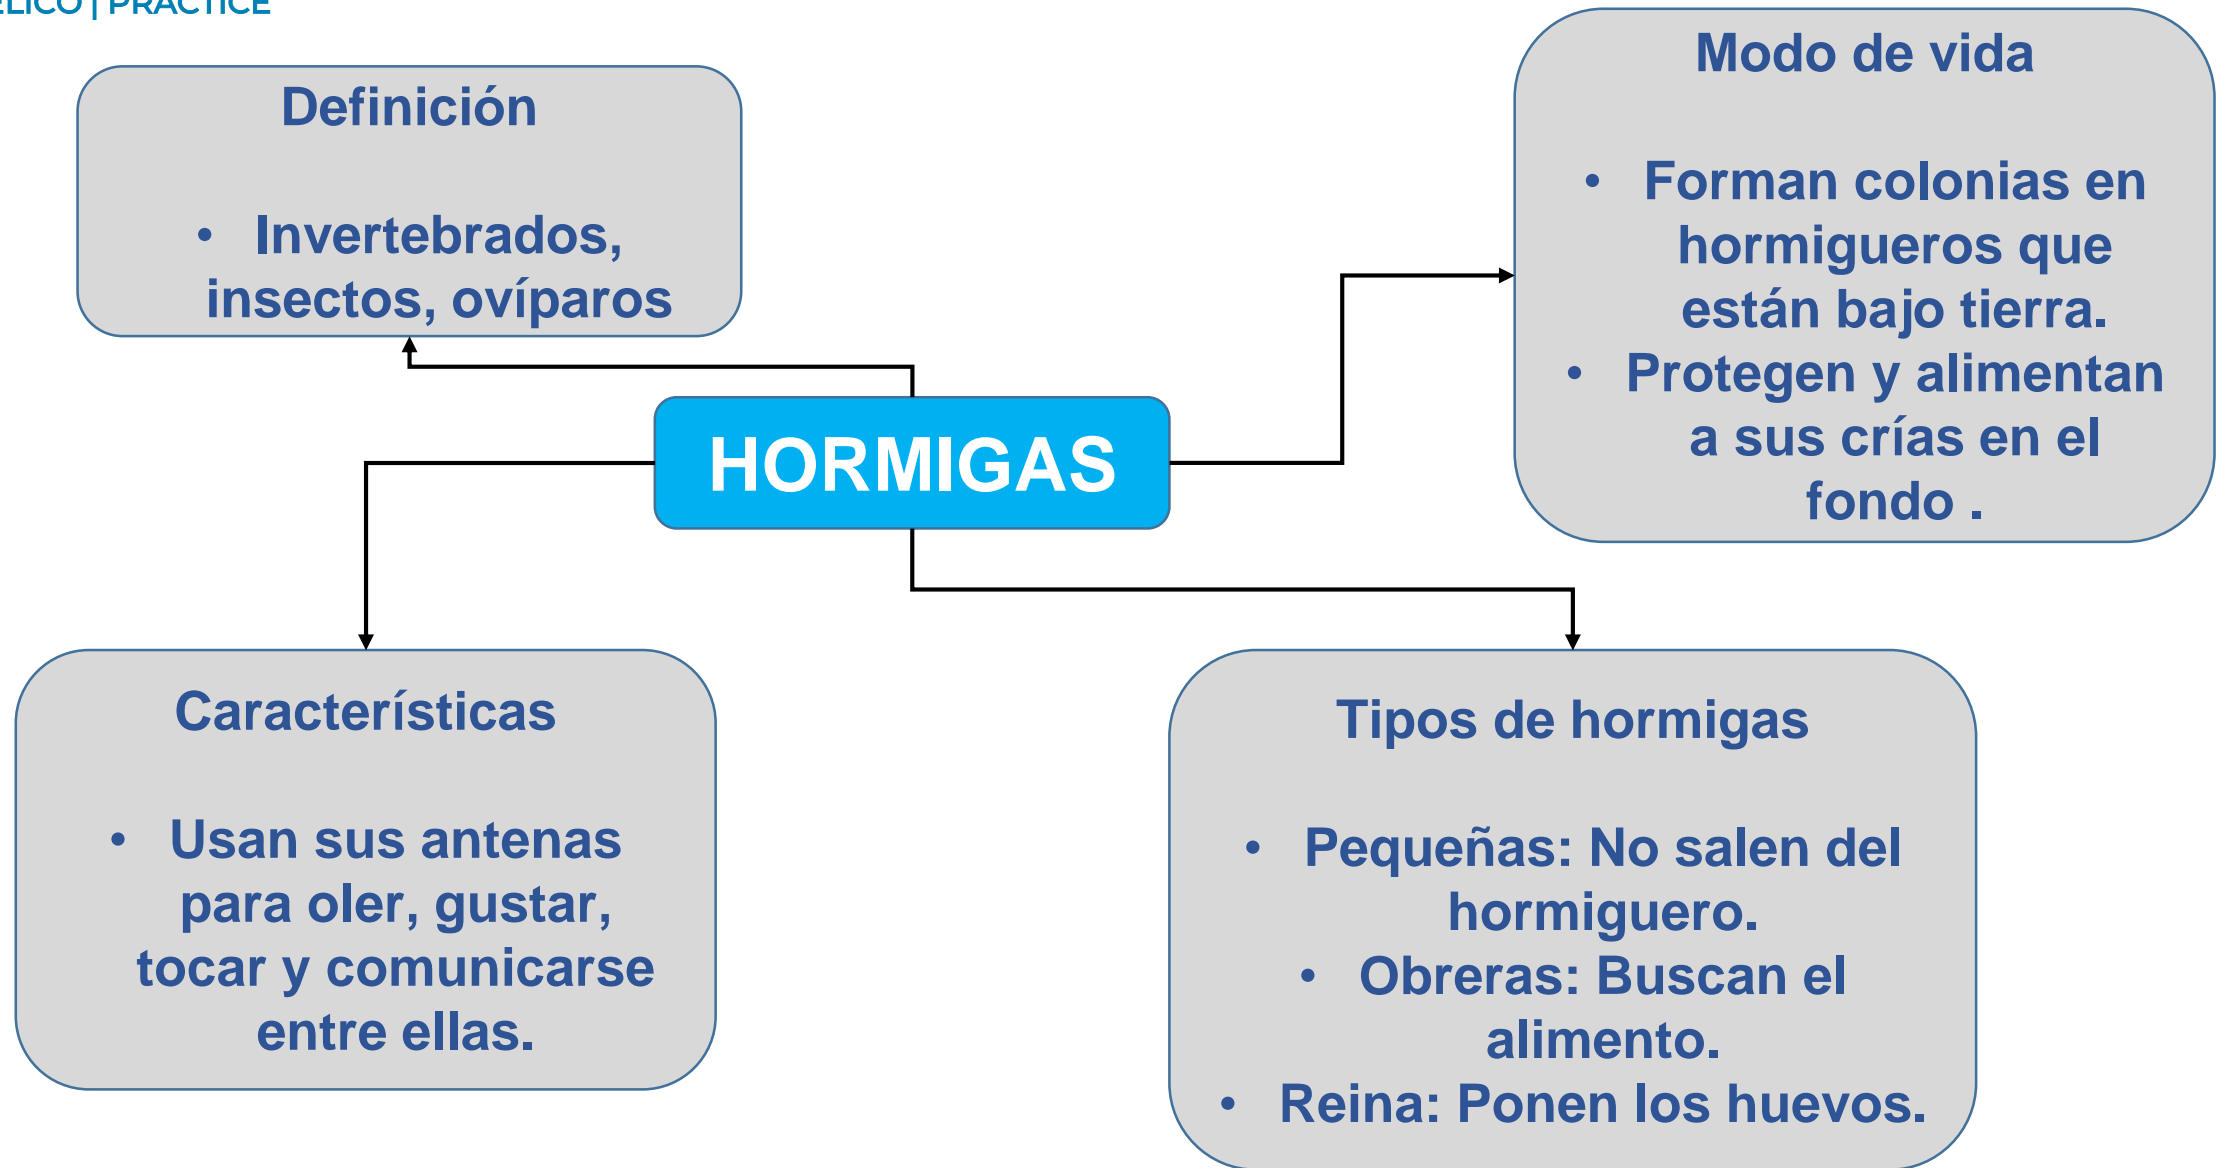 PRACTICE
Definición
• Invertebrados,
insectos, ovíparos
Modo de vida
• Forman colonias en
hormigueros que
están bajo tierra.
• Protegen y alimentan
a sus crías en el
fondo .
HORMIGAS
Características
• Usan sus antenas
para oler, gustar,
tocar y comunicarse
entre ellas.
Tipos de hormigas
• Pequeñas: No salen del
hormiguero.
• Obreras: Buscan el
alimento.
• Reina: Ponen los huevos.